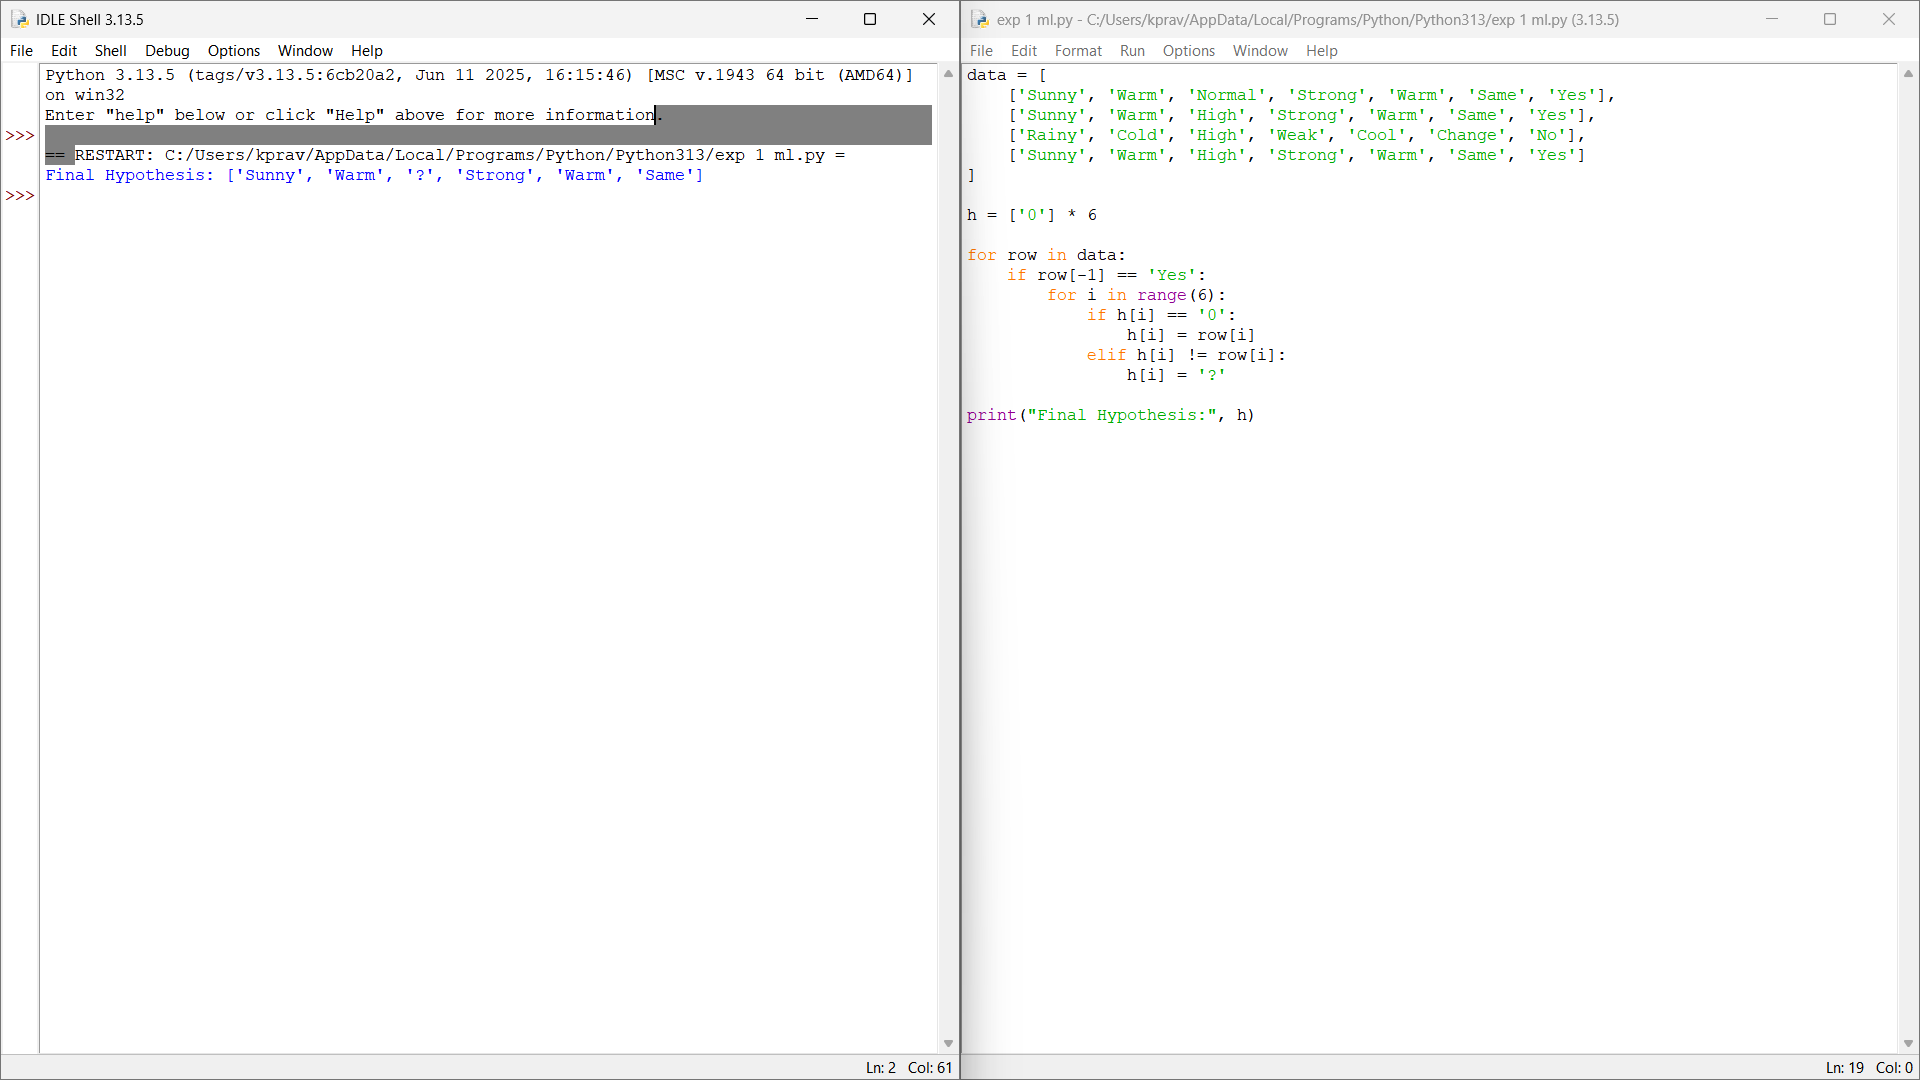 IDLE Shell 3.13.5
File Edit Shell Debug Options Window Help
Python 3.13.5 (tags/v3.13.5:6cb20a2, Jun 11 2025, 16:15:46) [MSC v.1943 64 bit (AMD64)]
on win32
Enter "help" below or click "Help" above for more information.
>>>
== RESTART: C:/Users/kprav/AppData/Local/Programs/Python/Python313/exp 1 ml.py =
Final Hypothesis: ['Sunny', 'Warm', '?', 'Strong', 'Warm', 'Same']
>>>
Ln: 2 Col: 61
exp 1 ml.py - C:/Users/kprav/AppData/Local/Programs/Python/Python313/exp 1 ml.py (3.13.5)
File Edit Format Run Options Window Help
data = [
    ['Sunny', 'Warm', 'Normal', 'Strong', 'Warm', 'Same', 'Yes'],
    ['Sunny', 'Warm', 'High', 'Strong', 'Warm', 'Same', 'Yes'],
    ['Rainy', 'Cold', 'High', 'Weak', 'Cool', 'Change', 'No'],
    ['Sunny', 'Warm', 'High', 'Strong', 'Warm', 'Same', 'Yes']
]
h = ['0'] * 6
for row in data:
    if row[-1] == 'Yes':
        for i in range(6):
            if h[i] == '0':
                h[i] = row[i]
            elif h[i] != row[i]:
                h[i] = '?'
print("Final Hypothesis:", h)
Ln: 19 Col: 0